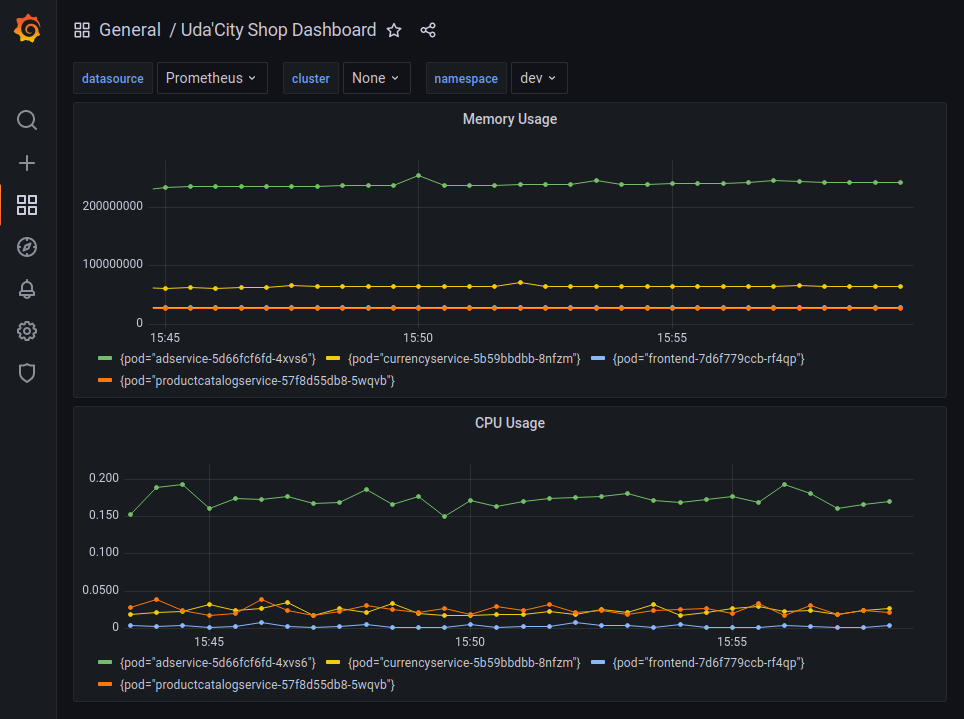 General / Uda'City Shop Dashboard
datasource Prometheus cluster None namespace dev
Memory Usage
200000000
100000000
0
15:45 15:50 15:55
{pod="adservice-5d66fcf6fd-4xvs6"} {pod="currencyservice-5b59bbdbb-8nfzm"} {pod="frontend-7d6f779ccb-rf4qp"}
{pod="productcatalogservice-57f8d55db8-5wqvb"}
CPU Usage
0.200
0.150
0.100
0.0500
0
15:45 15:50 15:55
{pod="adservice-5d66fcf6fd-4xvs6"} {pod="currencyservice-5b59bbdbb-8nfzm"} {pod="frontend-7d6f779ccb-rf4qp"}
{pod="productcatalogservice-57f8d55db8-5wqvb"}